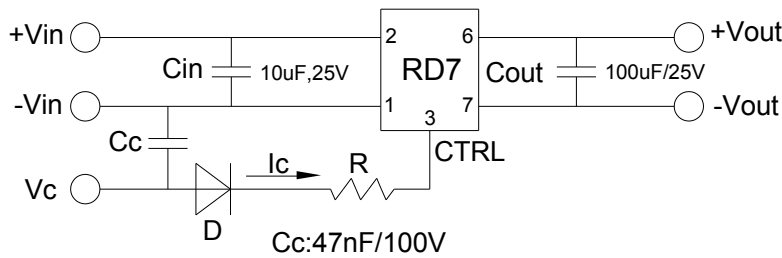 +Vin
2
6
+Vout
Cin
10uF,25V
RD7
Cout
100uF/25V
-Vin
1
3
7
-Vout
Cc
CTRL
Ic
R
Vc
D
Cc:47nF/100V